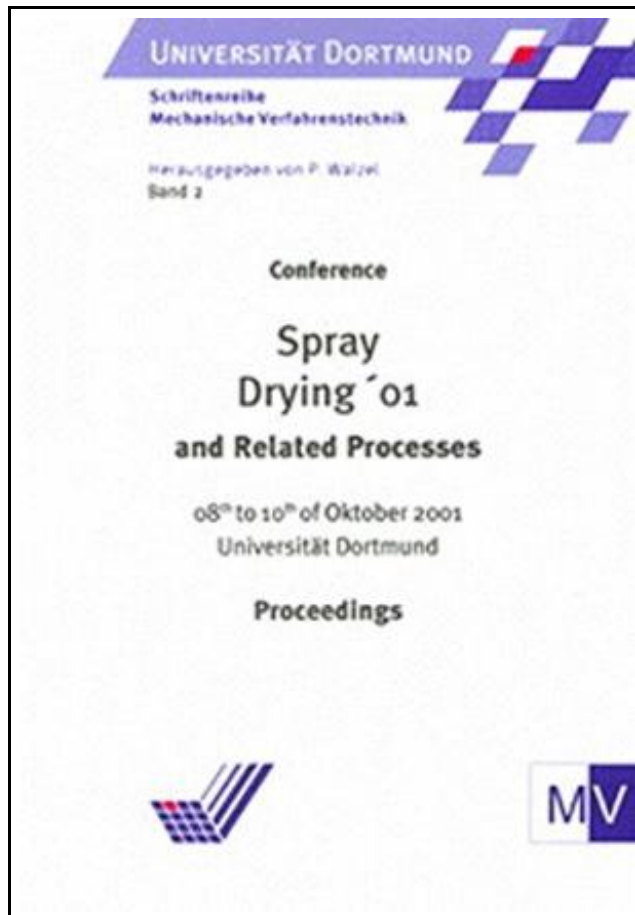 UNIVERSITÄT DORTMUND
Schriftenreihe
Mechanische Verfahrenstechnik
Herausgegeben von P. Walzel
Band 2
Conference
Spray
Drying ´01
and Related Processes
08th to 10th of Oktober 2001
Universität Dortmund
Proceedings
MV